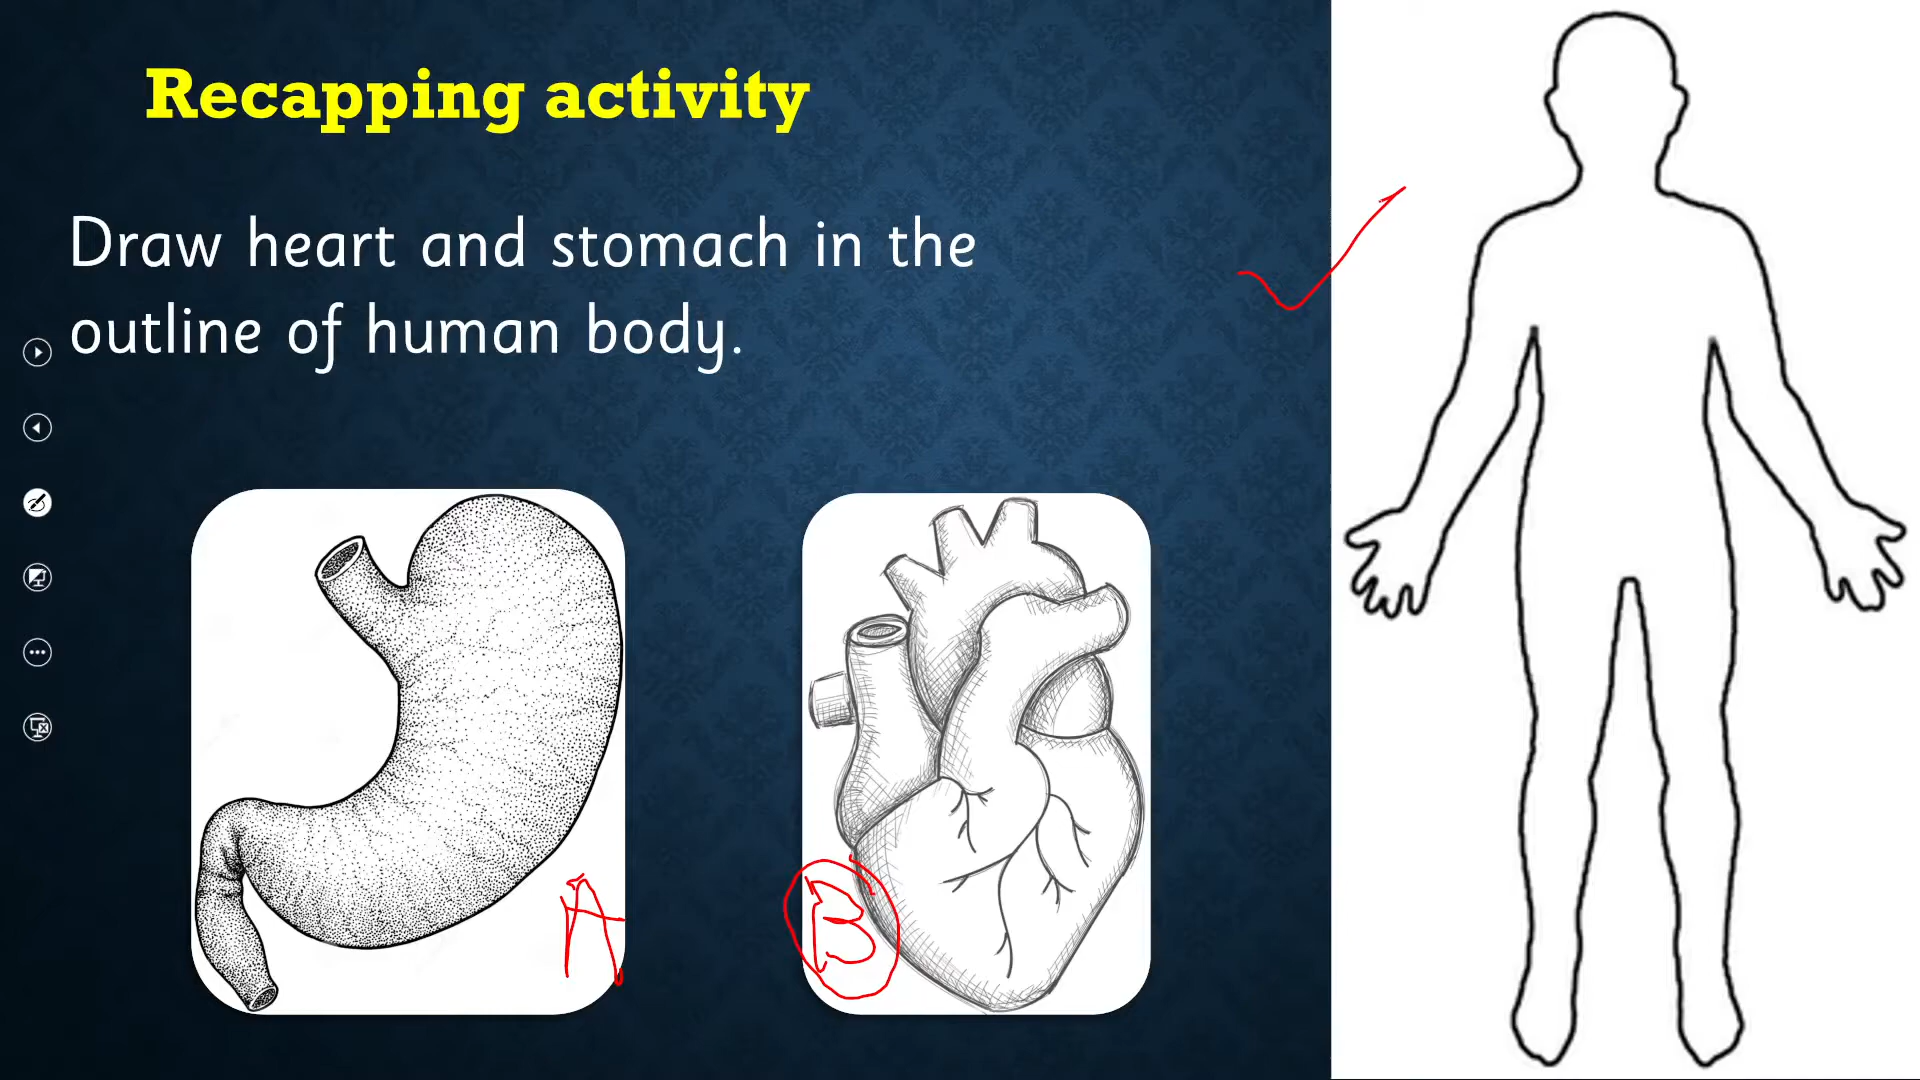 Recapping activity
Draw heart and stomach in the
outline of human body.
A
B